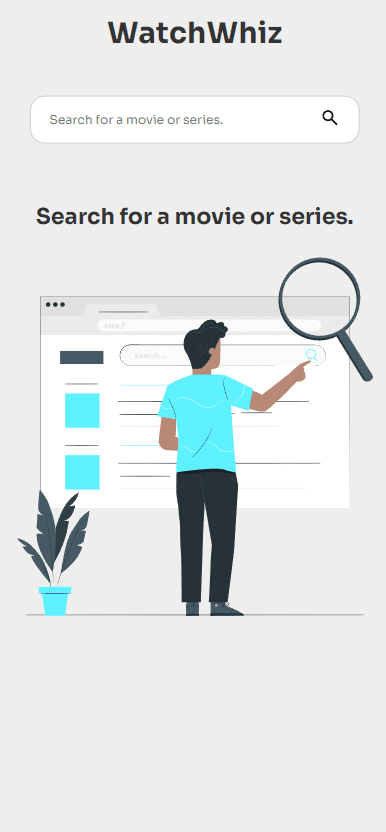 WatchWhiz
Search for a movie or series.
Search for a movie or series.
http://
Search ...